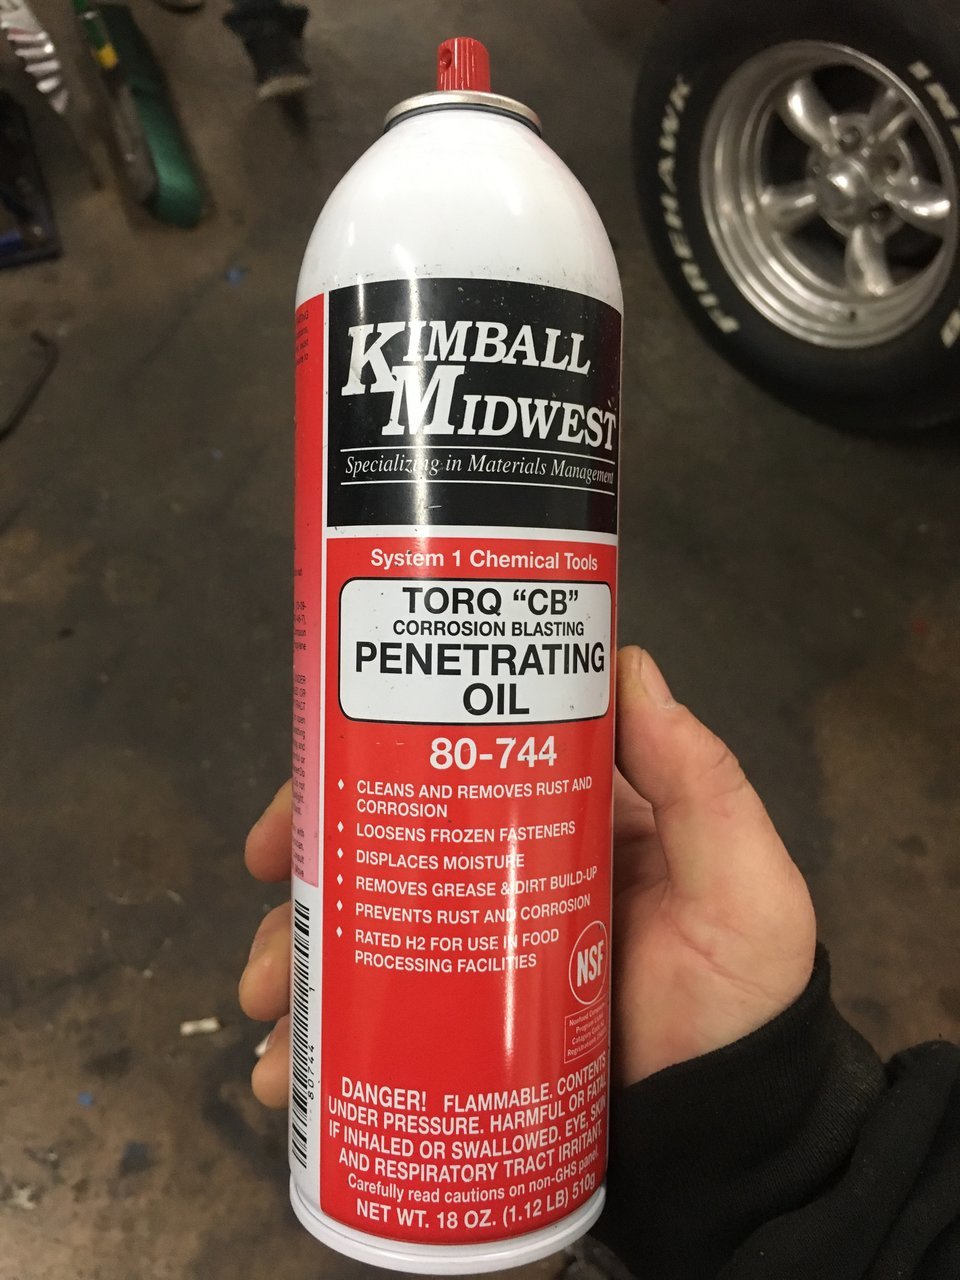 KIMBALL
MIDWEST
Specializing in Materials Management
System 1 Chemical Tools
TORQ “CB”
CORROSION BLASTING
PENETRATING
OIL
80-744
CLEANS AND REMOVES RUST AND
CORROSION
LOOSENS FROZEN FASTENERS
DISPLACES MOISTURE
REMOVES GREASE & DIRT BUILD-UP
PREVENTS RUST AND CORROSION
RATED H2 FOR USE IN FOOD
PROCESSING FACILITIES
NSF
DANGER! FLAMMABLE. CONTENTS
UNDER PRESSURE. HARMFUL OR FATAL
IF INHALED OR SWALLOWED. EYE, SKIN
AND RESPIRATORY TRACT IRRITANT.
Carefully read cautions on non-GHS panel.
NET WT. 18 OZ. (1.12 LB) 510g
80744 1
FIREHAWK